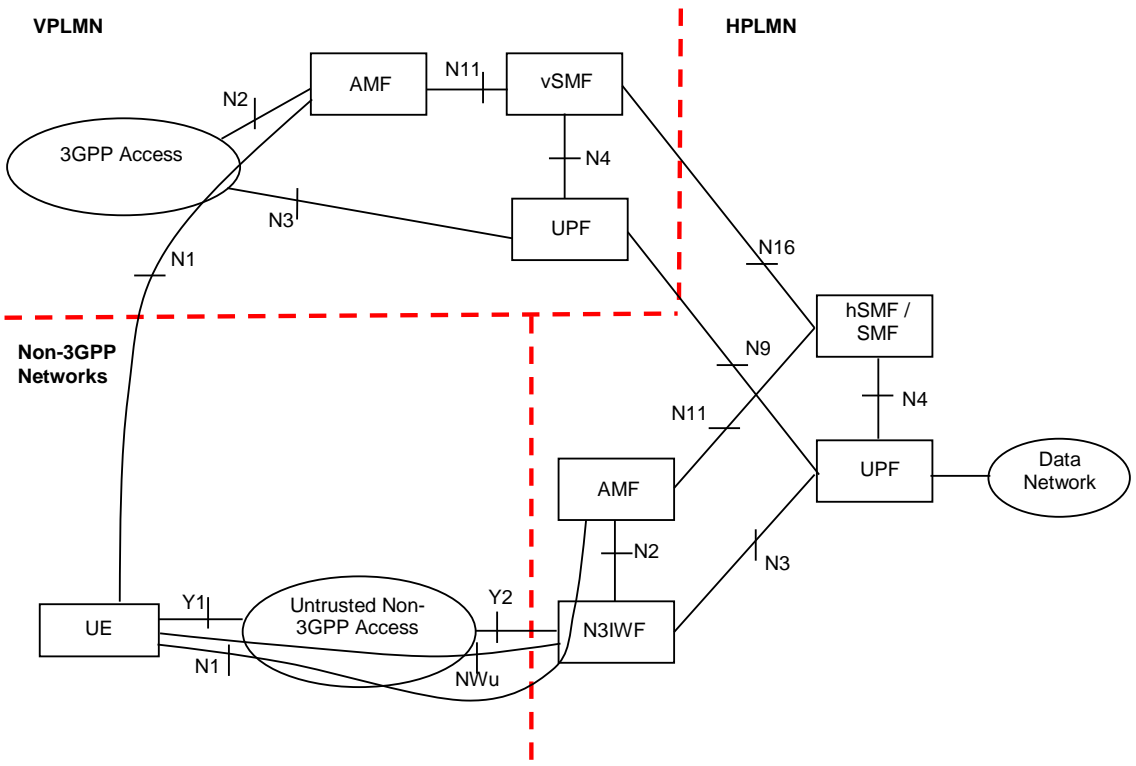 VPLMN
HPLMN
N11
AMF
vSMF
N2
3GPP Access
N4
N3
UPF
N1
N16
hSMF /
SMF
Non-3GPP
Networks
N9
N4
N11
UPF
Data
Network
AMF
N2
N3
Y1
Untrusted Non-
3GPP Access
Y2
UE
N3IWF
N1
NWu